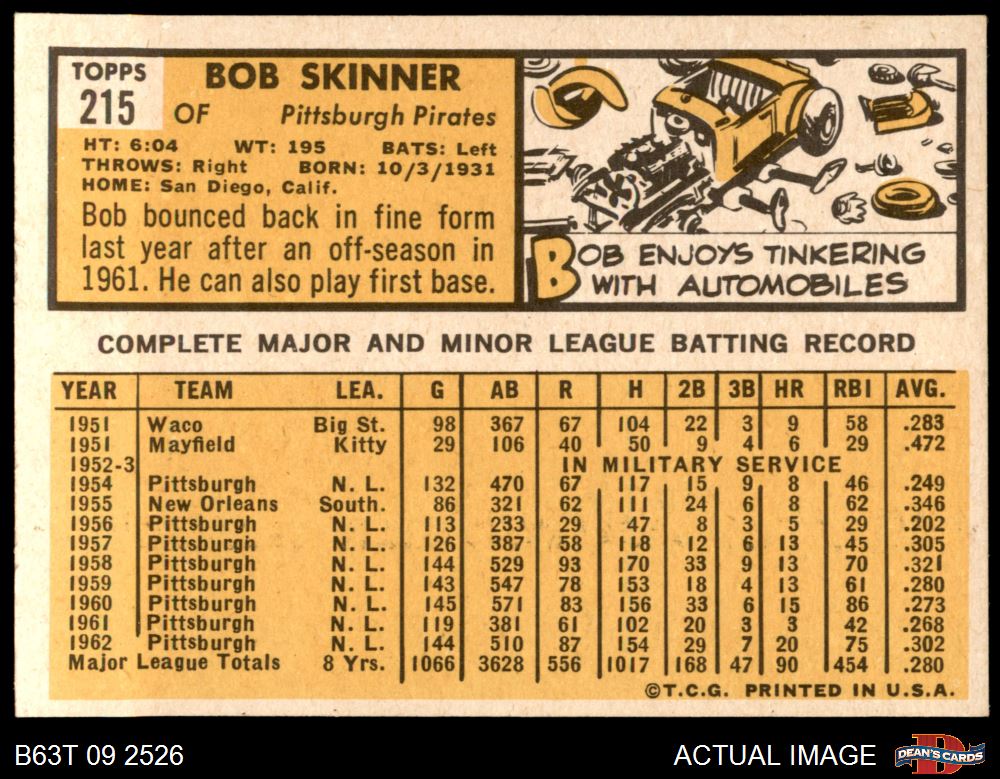 TOPPS
215
BOB SKINNER
OF Pittsburgh Pirates
HT: 6:04 WT: 195 BATS: Left
THROWS: Right BORN: 10/3/1931
HOME: San Diego, Calif.
Bob bounced back in fine form
last year after an off-season in
1961. He can also play first base.
BOB ENJOYS TINKERING
WITH AUTOMOBILES
COMPLETE MAJOR AND MINOR LEAGUE BATTING RECORD
YEAR TEAM LEA. G AB R H 2B 3B HR RBI AVG.
1951 Waco Big St. 98 367 67 104 22 3 9 58 .283
1951 Mayfield Kitty 29 106 40 50 9 4 6 29 .472
1952-3 IN MILITARY SERVICE
1954 Pittsburgh N. L. 132 470 67 117 15 9 8 46 .249
1955 New Orleans South. 86 321 62 111 24 6 8 62 .346
1956 Pittsburgh N. L. 113 233 29 47 8 3 5 29 .202
1957 Pittsburgh N. L. 126 387 58 118 12 6 13 45 .305
1958 Pittsburgh N. L. 144 529 93 170 33 9 13 70 .321
1959 Pittsburgh N. L. 143 547 78 153 18 4 13 61 .280
1960 Pittsburgh N. L. 145 571 83 156 33 6 15 86 .273
1961 Pittsburgh N. L. 119 381 61 102 20 3 3 42 .268
1962 Pittsburgh N. L. 144 510 87 154 29 7 20 75 .302
Major League Totals 8 Yrs. 1066 3628 556 1017 168 47 90 454 .280
©T.C.G. PRINTED IN U.S.A.
B63T 09 2526 ACTUAL IMAGE
DEAN'S CARDS